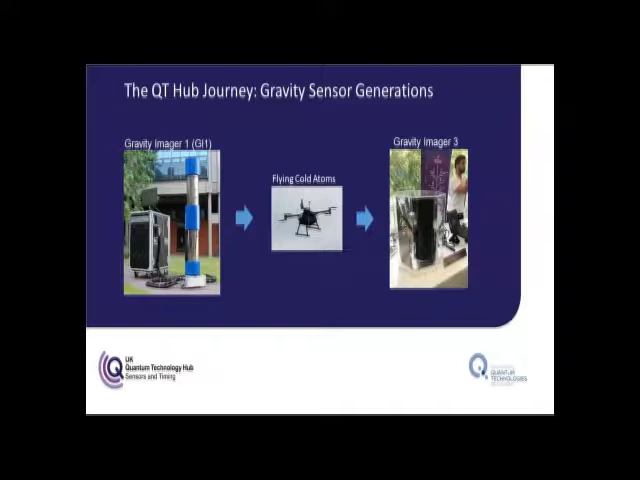 The QT Hub Journey: Gravity Sensor Generations
Gravity Imager 1 (GI1)
Flying Cold Atoms
Gravity Imager 3
UK
Quantum Technology Hub
Sensors and Timing
QUANTUM
TECHNOLOGIES